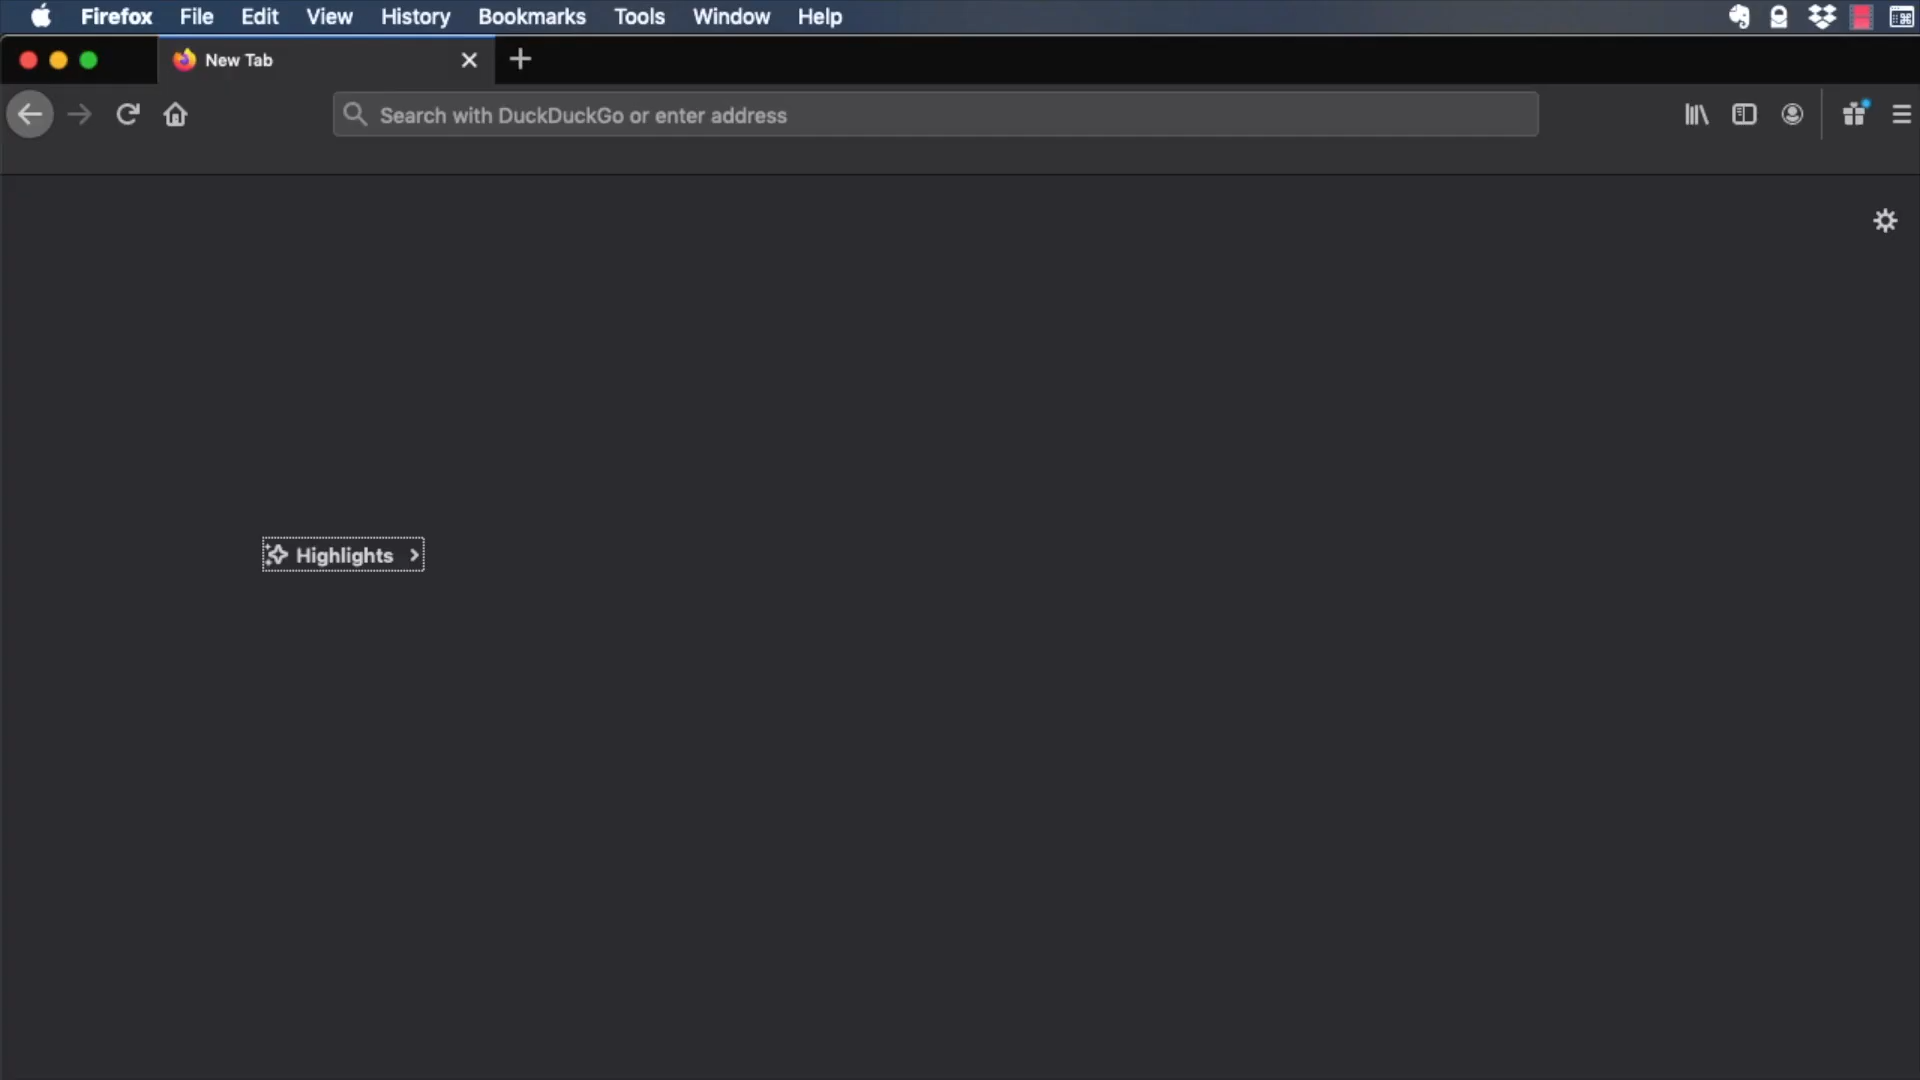 Firefox File Edit View History Bookmarks Tools Window Help
New Tab
Search with DuckDuckGo or enter address
Highlights